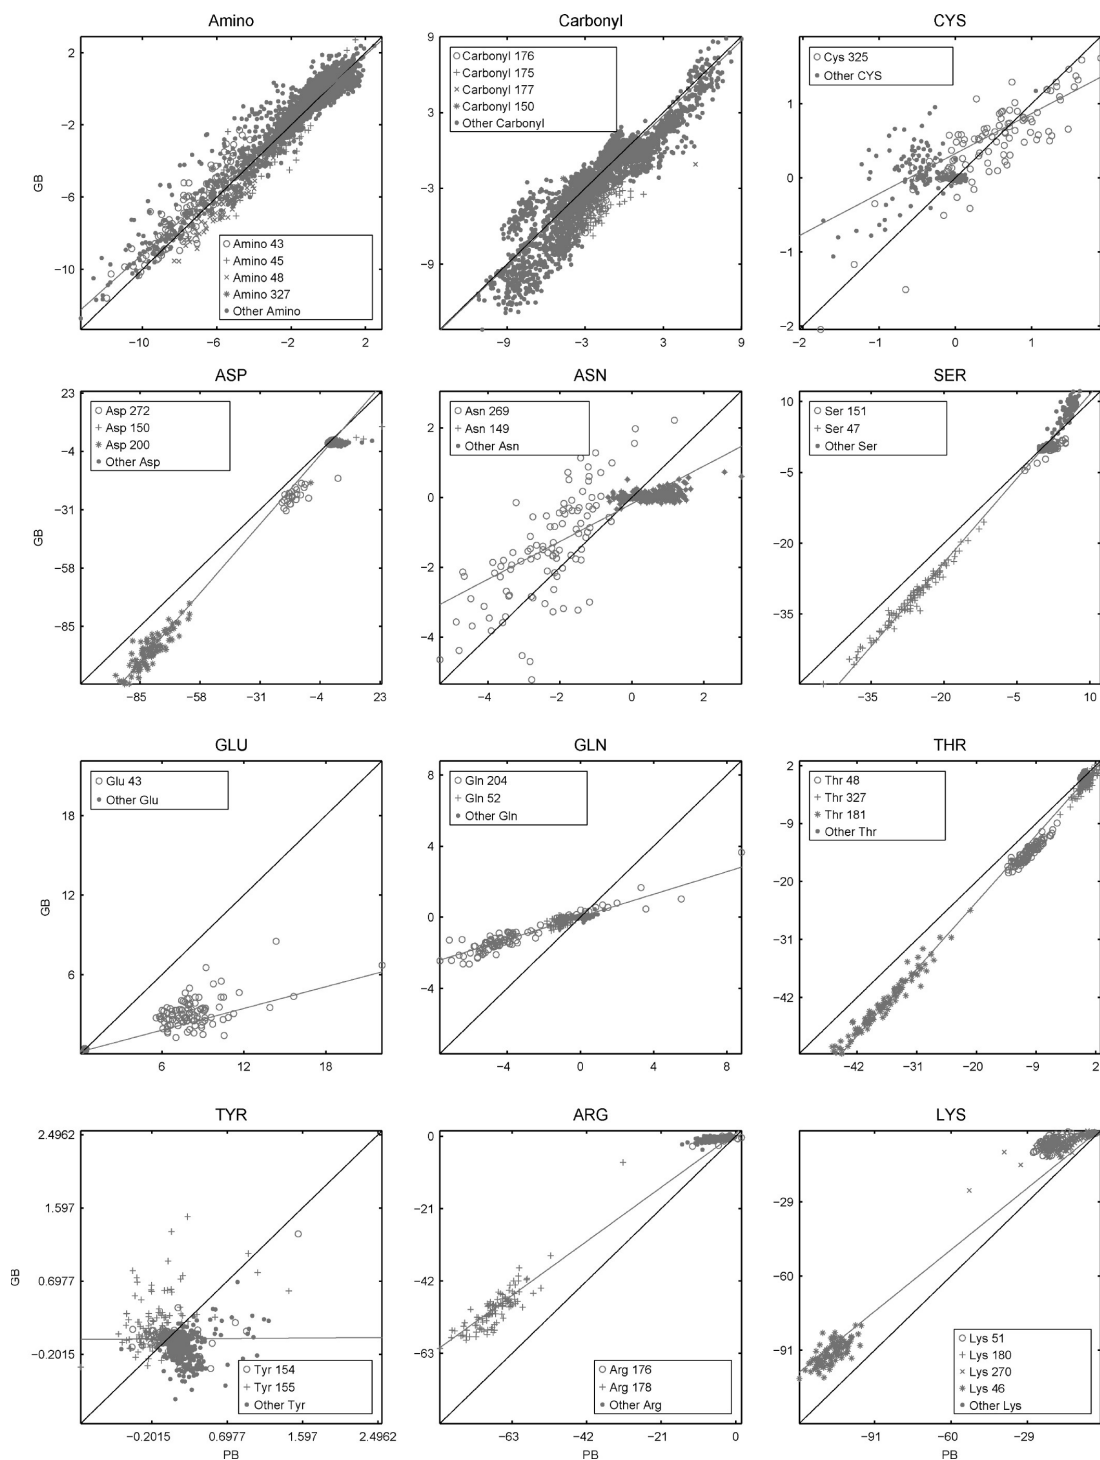 Amino
Carbonyl
CYS
2
−2
−6
−10
GB
−10
−6
−2
2
Amino 43
Amino 45
Amino 48
Amino 327
Other Amino
9
3
−3
−9
−9
−3
3
9
Carbonyl 176
Carbonyl 175
Carbonyl 177
Carbonyl 150
Other Carbonyl
1
0
−1
−2
−2
−1
0
1
Cys 325
Other CYS
ASP
ASN
SER
23
−4
−31
−58
−85
GB
−85
−58
−31
−4
23
Asp 272
Asp 150
Asp 200
Other Asp
2
0
−2
−4
−4
−2
0
2
Asn 269
Asn 149
Other Asn
10
−5
−20
−35
−35
−20
−5
10
Ser 151
Ser 47
Other Ser
GLU
GLN
THR
18
12
6
GB
6
12
18
Glu 43
Other Glu
8
4
0
−4
−4
0
4
8
Gln 204
Gln 52
Other Gln
2
−9
−20
−31
−42
−42
−31
−20
−9
2
Thr 48
Thr 327
Thr 181
Other Thr
TYR
ARG
LYS
2.4962
1.597
0.6977
−0.2015
GB
−0.2015
0.6977
1.597
2.4962
PB
Tyr 154
Tyr 155
Other Tyr
0
−21
−42
−63
−63
−42
−21
0
PB
Arg 176
Arg 178
Other Arg
−29
−60
−91
−91
−60
−29
PB
Lys 51
Lys 180
Lys 270
Lys 46
Other Lys